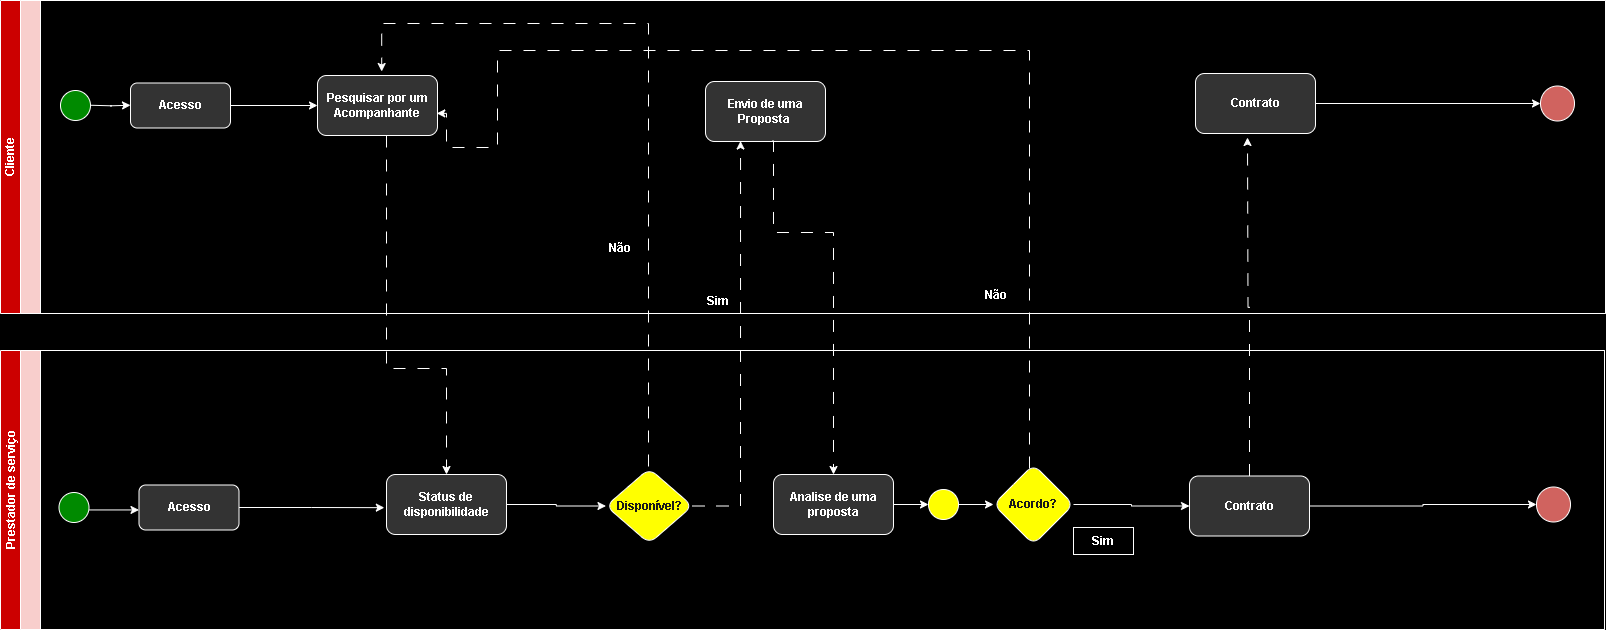 Cliente
Acesso
Pesquisar por um
Acompanhante
Envio de uma
Proposta
Contrato
Não
Sim
Não
Prestador de serviço
Acesso
Status de
disponibilidade
Disponível?
Analise de uma
proposta
Acordo?
Sim
Contrato